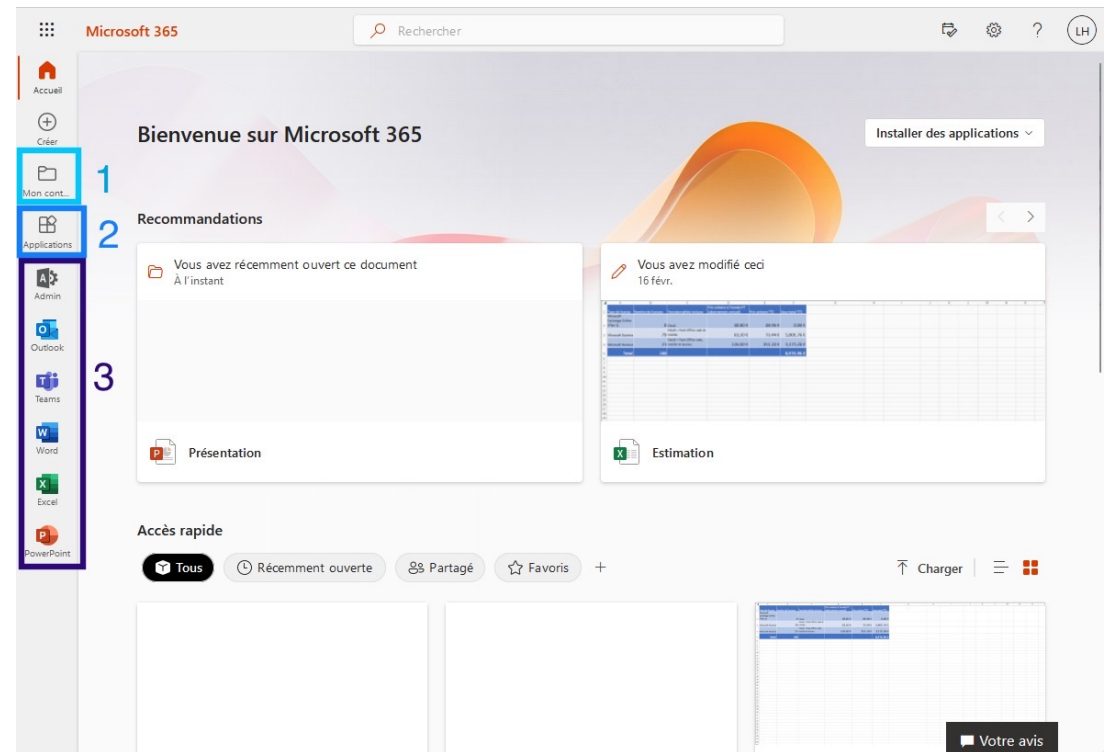 Microsoft 365
Rechercher
LH
Accueil
Créer
Mon cont...
1
Applications
2
Admin
Outlook
Teams
3
Word
Excel
PowerPoint
Bienvenue sur Microsoft 365
Installer des applications
Recommandations
Vous avez récemment ouvert ce document
À l'instant
Présentation
Vous avez modifié ceci
16 févr.
Total
Estimation
Accès rapide
Tous
Récemment ouverte
Partagé
Favoris
Charger
Votre avis